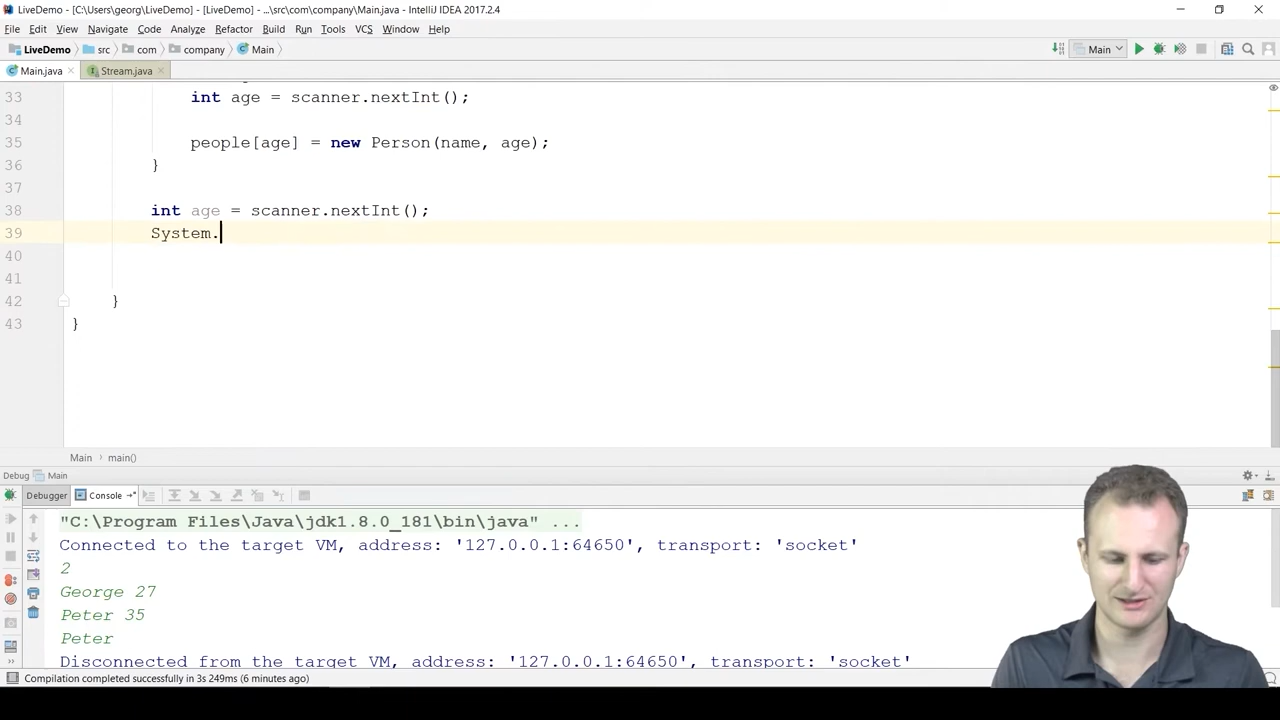 LiveDemo - [C:\Users\georg\LiveDemo] - [LiveDemo] - ...\src\com\company\Main.java - IntelliJ IDEA 2017.2.4
File Edit View Navigate Code Analyze Refactor Build Run Tools VCS Window Help
LiveDemo src com company Main Main
Main.java Stream.java
33 int age = scanner.nextInt();
34
35 people[age] = new Person(name, age);
36 }
37
38 int age = scanner.nextInt();
39 System.
40
41
42 }
43 }
Main main()
Debug Main
Debugger Console
"C:\Program Files\Java\jdk1.8.0_181\bin\java" ...
Connected to the target VM, address: '127.0.0.1:64650', transport: 'socket'
2
George 27
Peter 35
Peter
Disconnected from the target VM, address: '127.0.0.1:64650', transport: 'socket'
Compilation completed successfully in 3s 249ms (6 minutes ago)